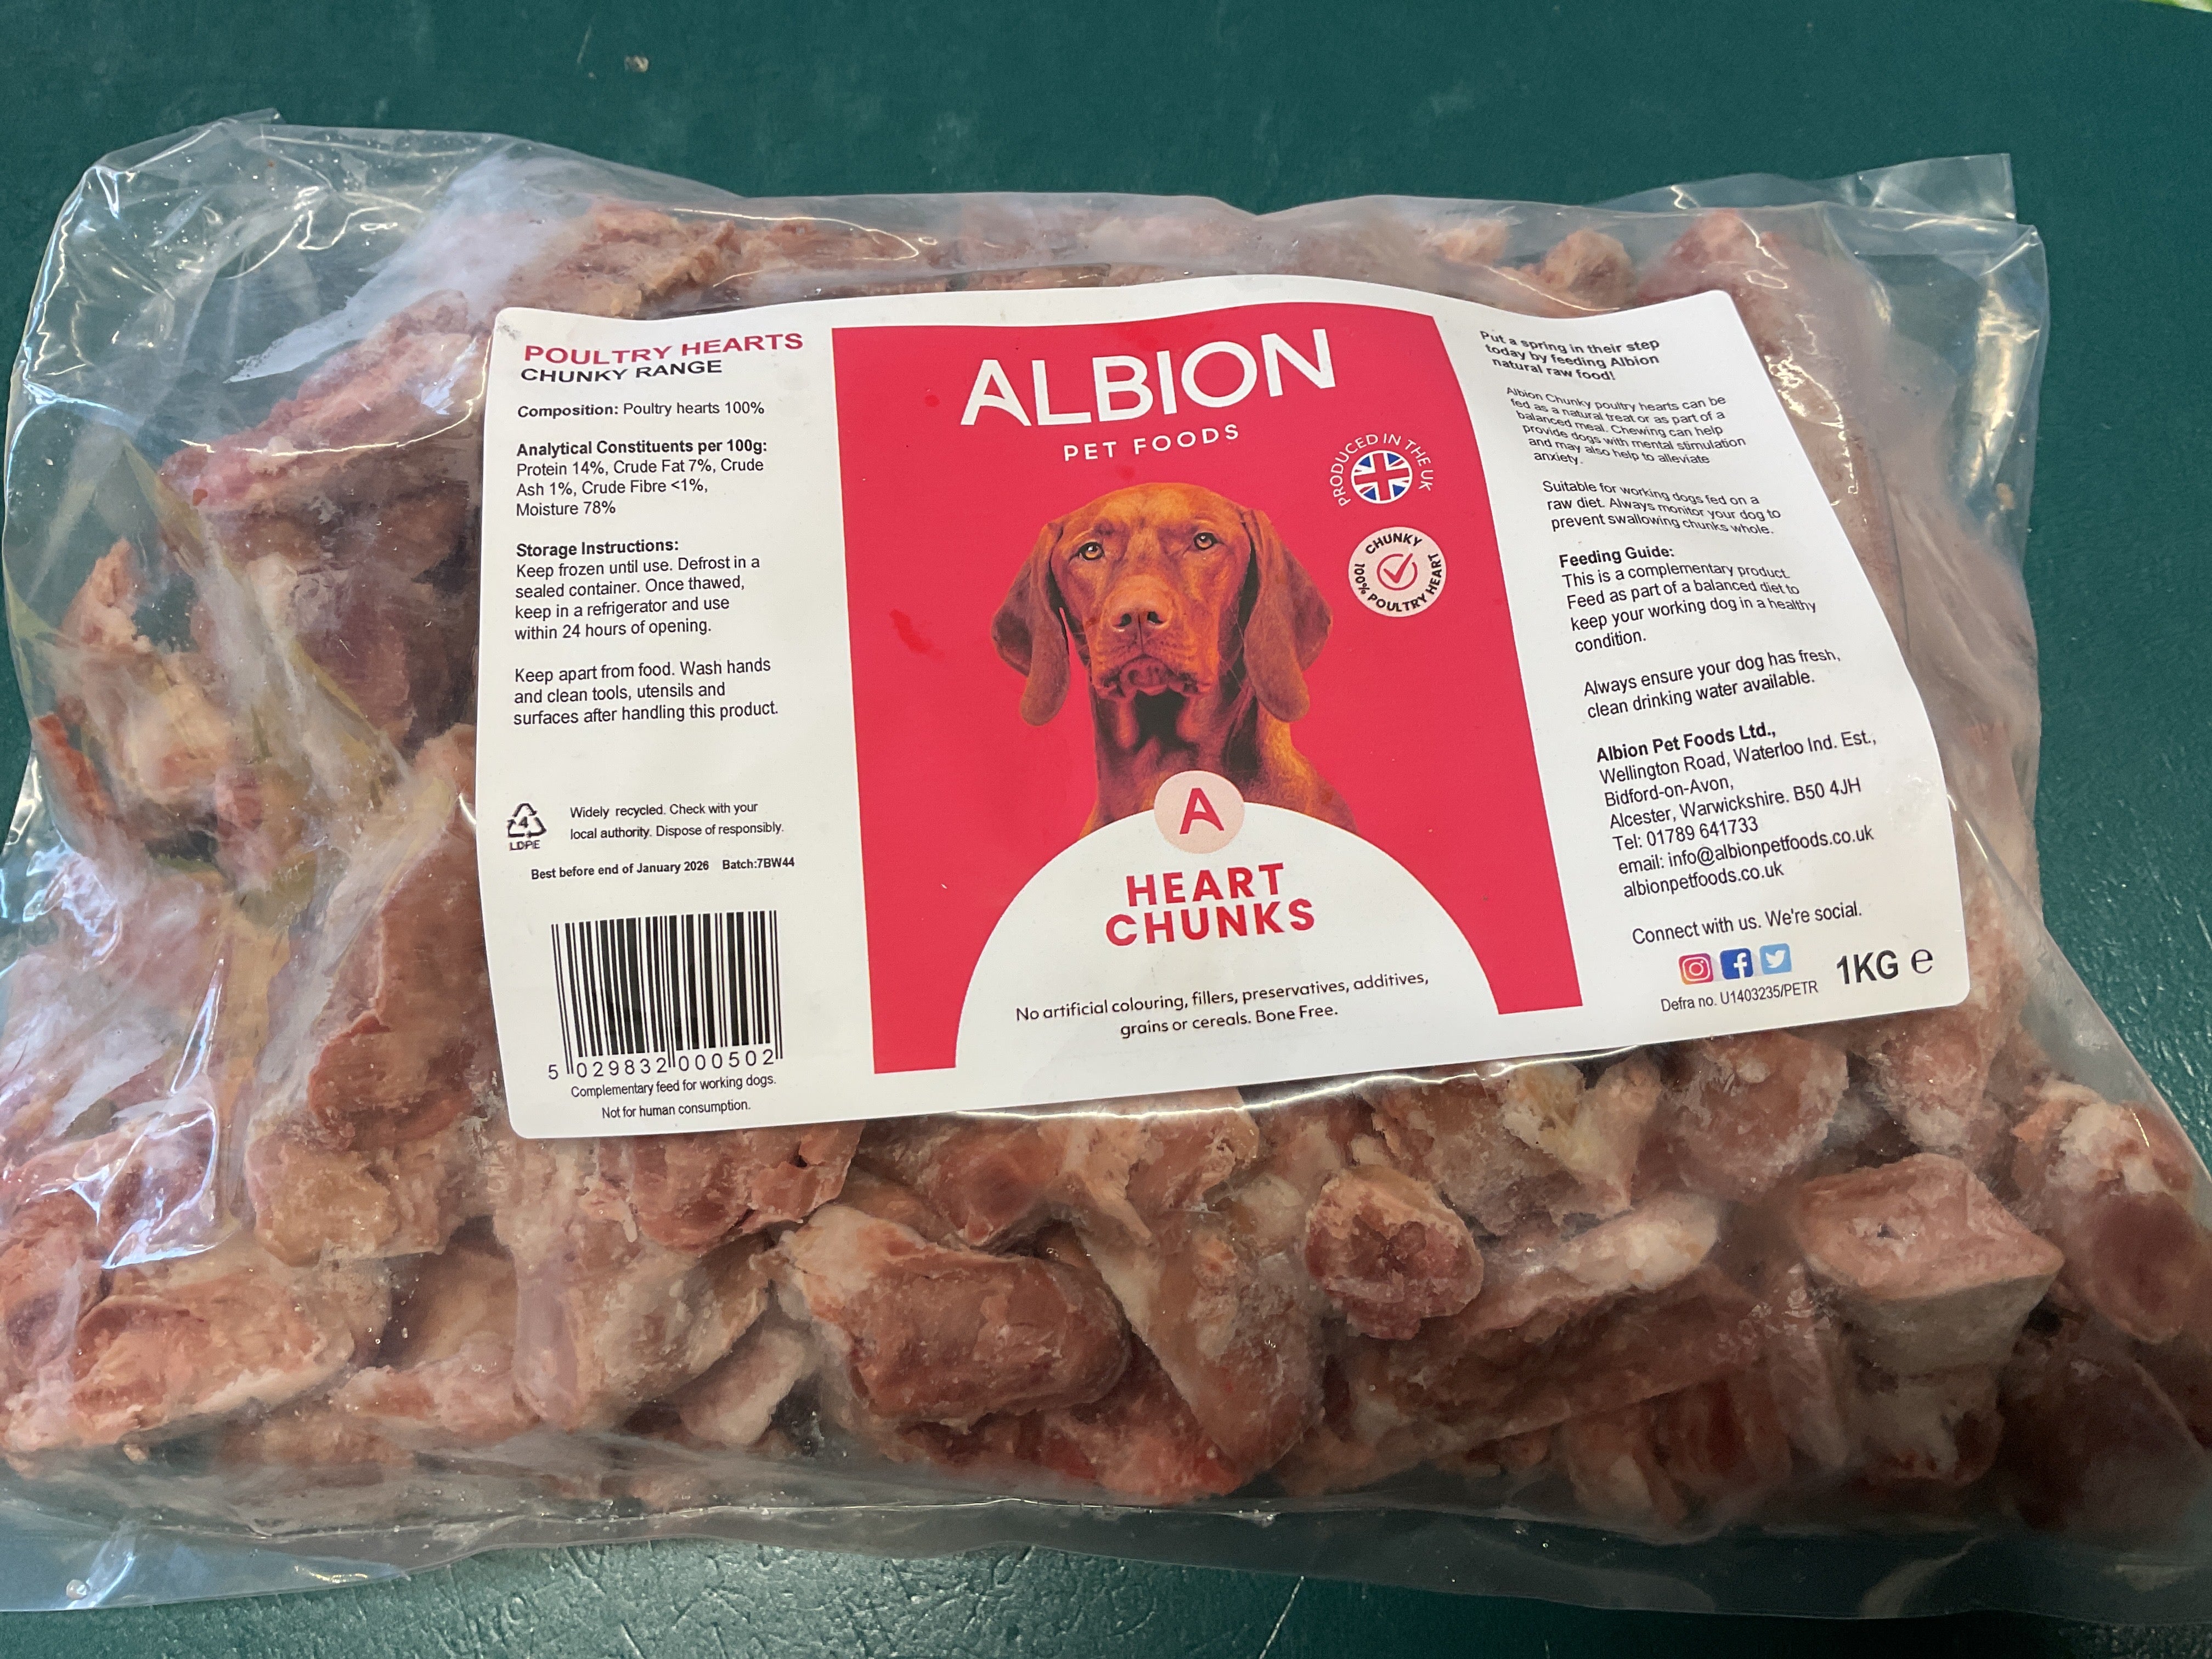 POULTRY HEARTS
CHUNKY RANGE
Composition: Poultry hearts 100%
Analytical Constituents per 100g:
Protein 14%, Crude Fat 7%, Crude
Ash 1%, Crude Fibre <1%,
Moisture 78%
Storage Instructions:
Keep frozen until use. Defrost in a
sealed container. Once thawed,
keep in a refrigerator and use
within 24 hours of opening.
Keep apart from food. Wash hands
and clean tools, utensils and
surfaces after handling this product.
4
LDPE
Widely recycled. Check with your
local authority. Dispose of responsibly.
Best before end of January 2026 Batch:7BW44
5 029832 000502
Complementary feed for working dogs.
Not for human consumption.
ALBION
PET FOODS
PRODUCED IN THE UK
CHUNKY
100% POULTRY HEART
A
HEART
CHUNKS
No artificial colouring, fillers, preservatives, additives,
grains or cereals. Bone Free.
Put a spring in their step
today by feeding Albion
natural raw food!
Albion Chunky poultry hearts can be
fed as a natural treat or as part of a
balanced meal. Chewing can help
provide dogs with mental stimulation
and may also help to alleviate
anxiety.
Suitable for working dogs fed on a
raw diet. Always monitor your dog to
prevent swallowing chunks whole.
Feeding Guide:
This is a complementary product.
Feed as part of a balanced diet to
keep your working dog in a healthy
condition.
Always ensure your dog has fresh,
clean drinking water available.
Albion Pet Foods Ltd.,
Wellington Road, Waterloo Ind. Est.,
Bidford-on-Avon,
Alcester, Warwickshire. B50 4JH
Tel: 01789 641733
email: info@albionpetfoods.co.uk
albionpetfoods.co.uk
Connect with us. We're social.
1KG e
Defra no. U1403235/PETR